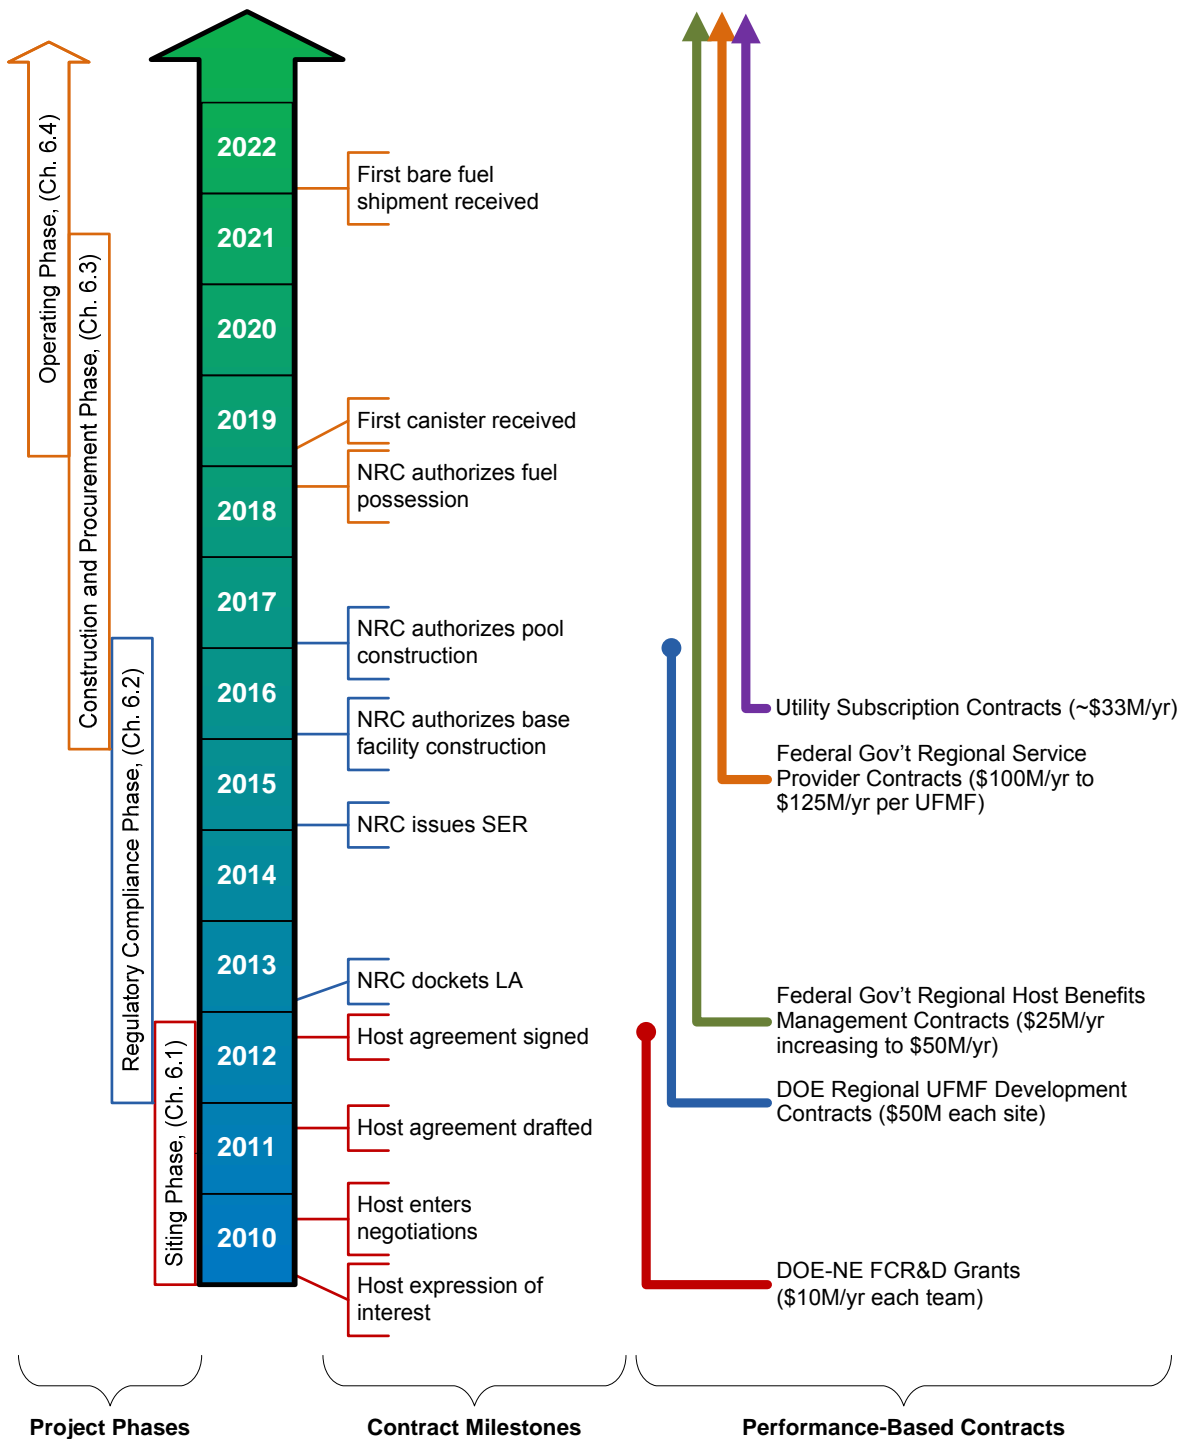 Operating Phase, (Ch. 6.4)
Construction and Procurement Phase, (Ch. 6.3)
Regulatory Compliance Phase, (Ch. 6.2)
Siting Phase, (Ch. 6.1)
2022
2021
2020
2019
2018
2017
2016
2015
2014
2013
2012
2011
2010
First bare fuel
shipment received
First canister received
NRC authorizes fuel
possession
NRC authorizes pool
construction
NRC authorizes base
facility construction
NRC issues SER
NRC dockets LA
Host agreement signed
Host agreement drafted
Host enters
negotiations
Host expression of
interest
Utility Subscription Contracts (~$33M/yr)
Federal Gov't Regional Service
Provider Contracts ($100M/yr to
$125M/yr per UFMF)
Federal Gov't Regional Host Benefits
Management Contracts ($25M/yr
increasing to $50M/yr)
DOE Regional UFMF Development
Contracts ($50M each site)
DOE-NE FCR&D Grants
($10M/yr each team)
Project Phases
Contract Milestones
Performance-Based Contracts